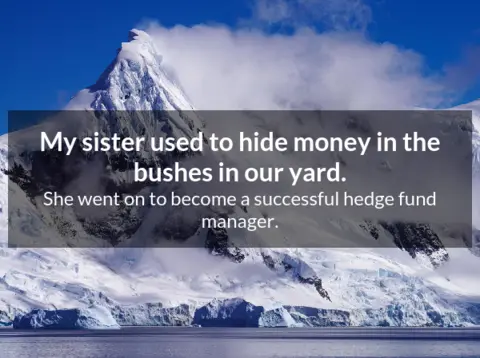 My sister used to hide money in the
bushes in our yard.
She went on to become a successful hedge fund
manager.